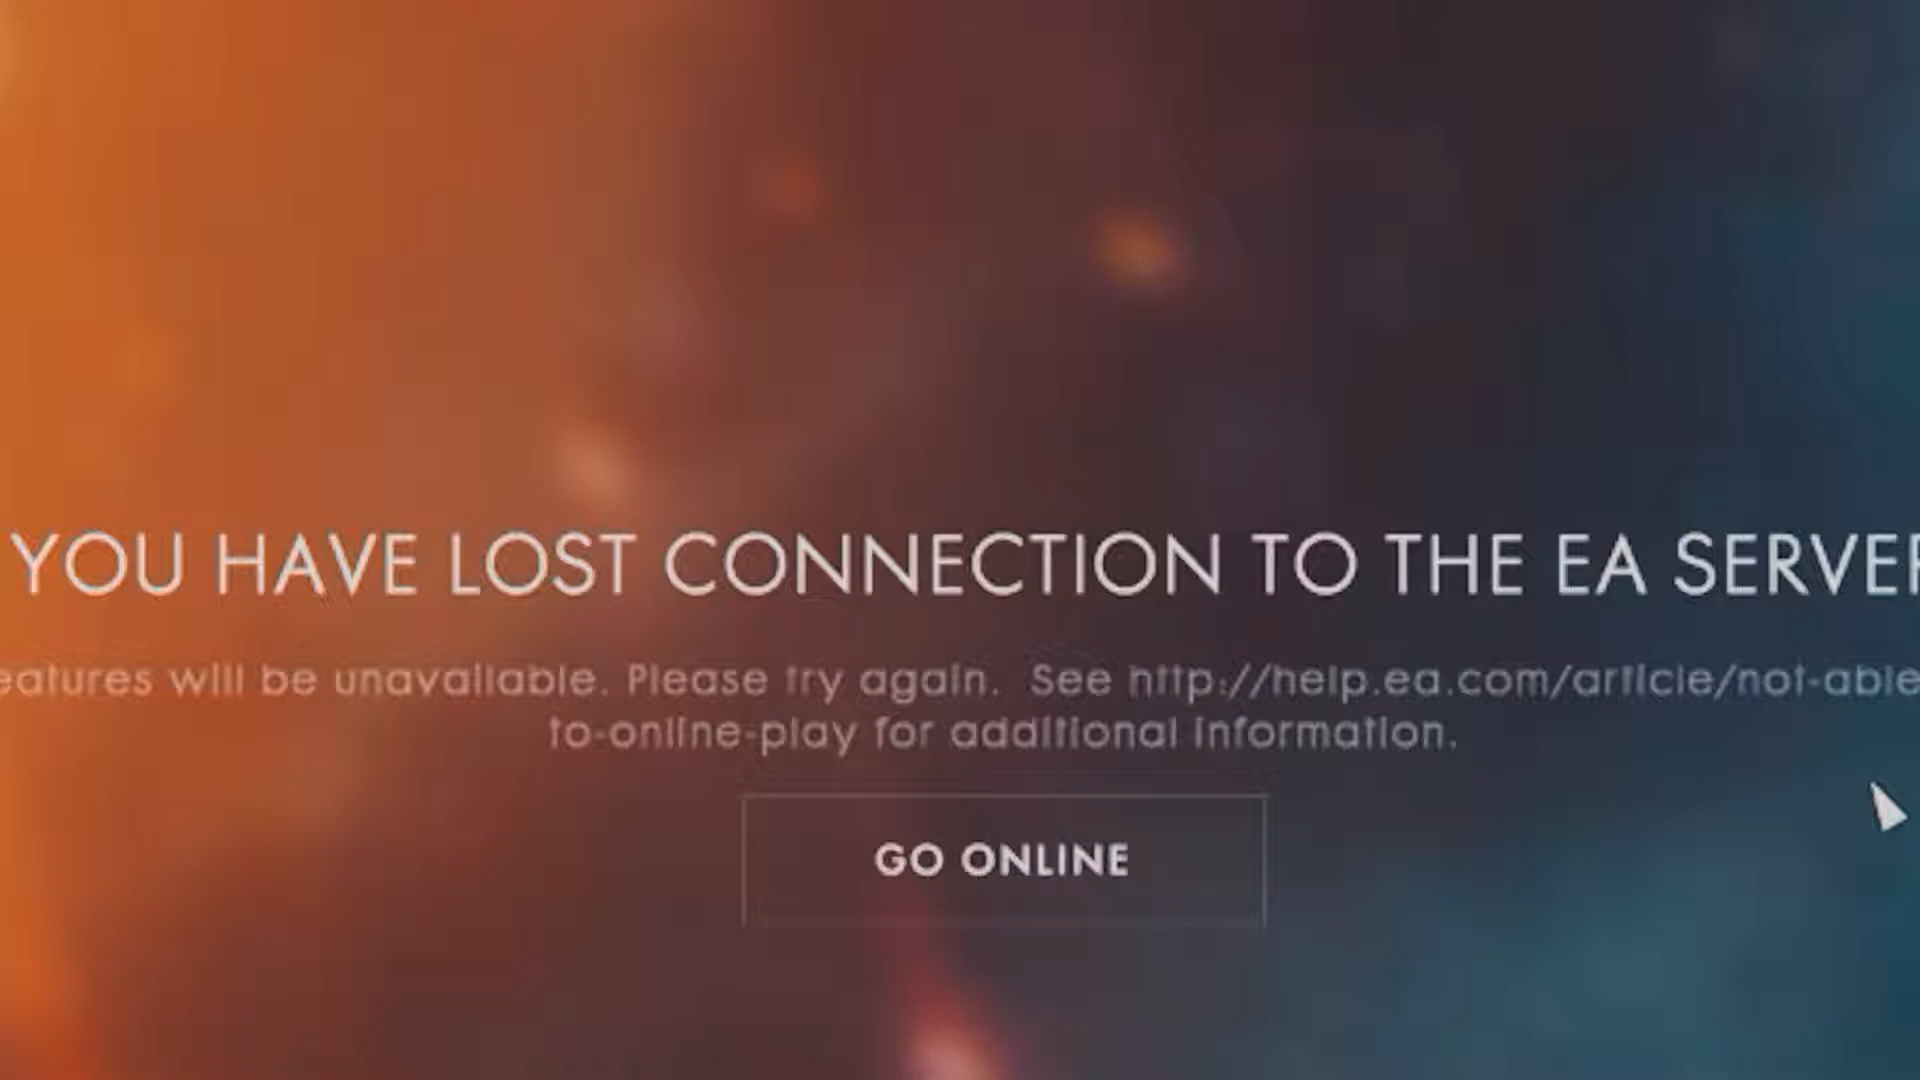 YOU HAVE LOST CONNECTION TO THE EA SERVER
eatures will be unavailable. Please try again. See http://help.ea.com/article/not-able
to-online-play for additional information.
GO ONLINE